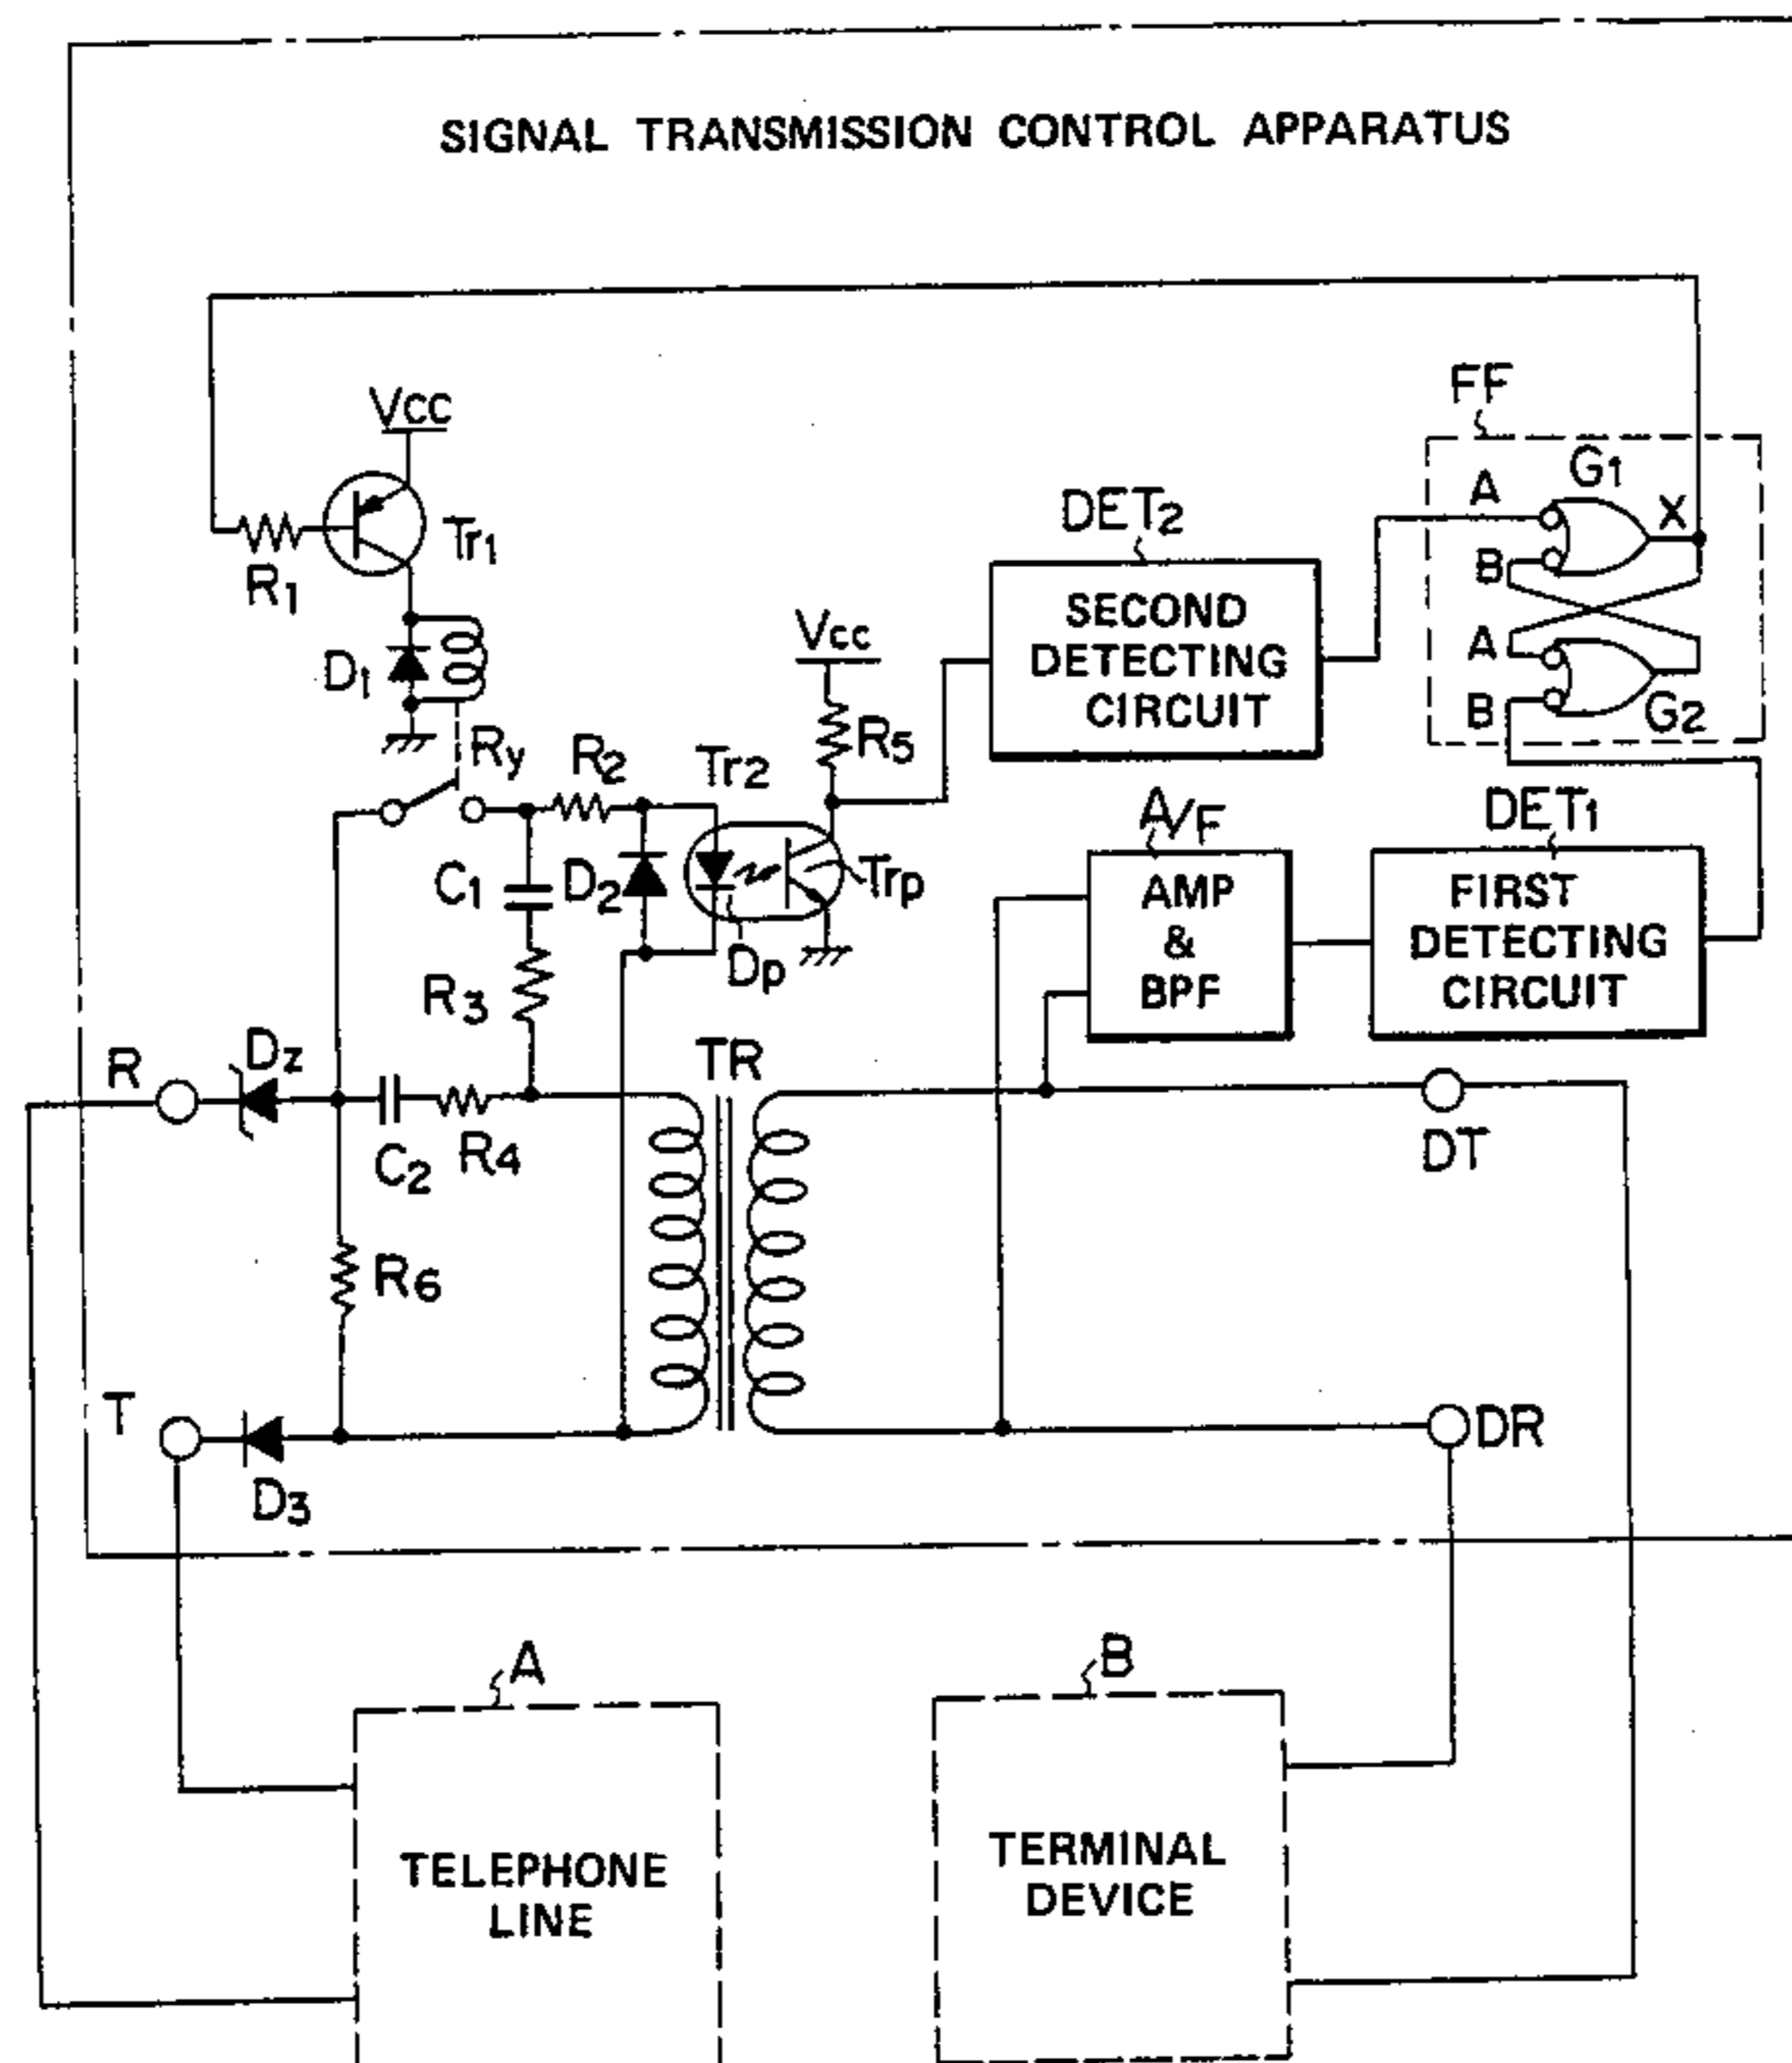 SIGNAL TRANSMISSION CONTROL APPARATUS
FF
Vcc
G1
A
X
DET2
Tr1
R1
B
SECOND
DETECTING
CIRCUIT
Vcc
A
D1
B
G2
Ry
R2
Tr2
R5
A/F
DET1
C1
D2
Trp
AMP
&
BPF
FIRST
DETECTING
CIRCUIT
Dp
R3
R
Dz
TR
C2
R4
DT
R6
T
DR
D3
A
B
TELEPHONE
LINE
TERMINAL
DEVICE